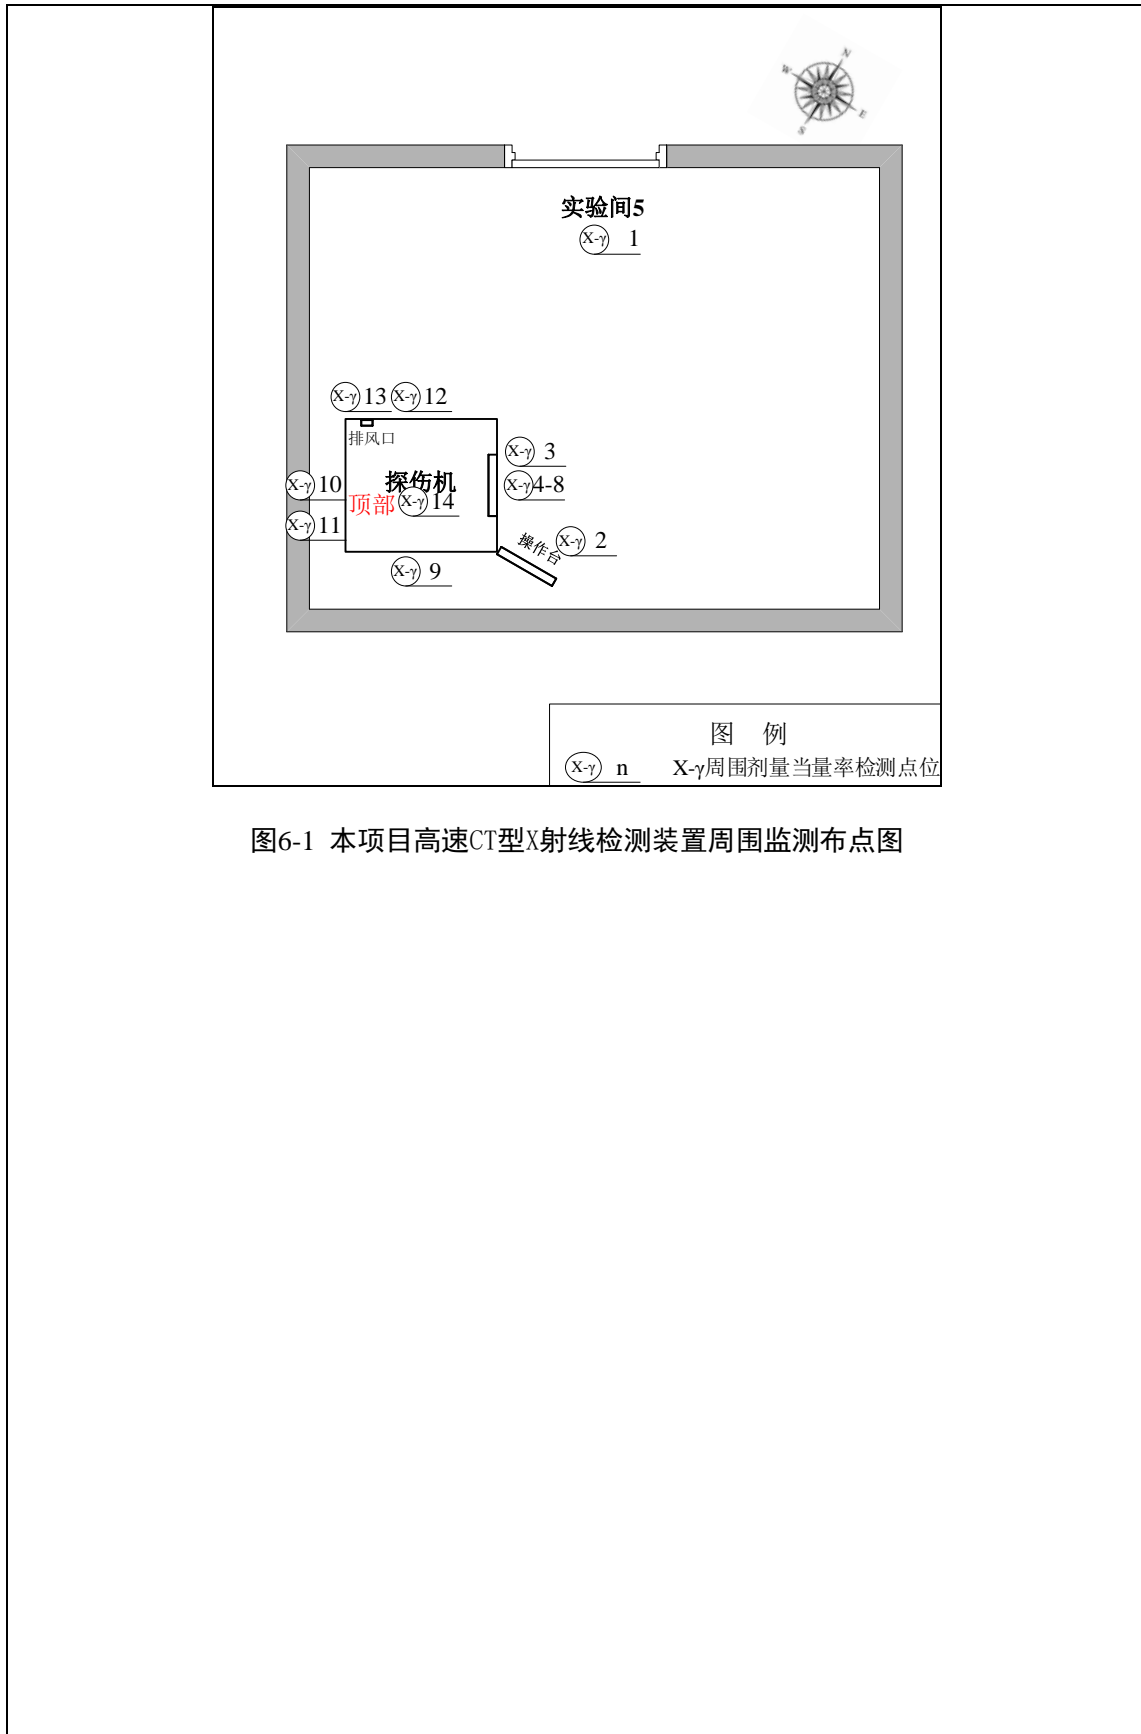 N
W
E
S
实验间5
X-γ 1
X-γ 13 X-γ 12
排风口
X-γ 3
探伤机
X-γ 10
X-γ 4-8
顶部 X-γ 14
X-γ 11
操作台 X-γ 2
X-γ 9
图 例
X-γ n X-γ周围剂量当量率检测点位
图6-1 本项目高速CT型X射线检测装置周围监测布点图